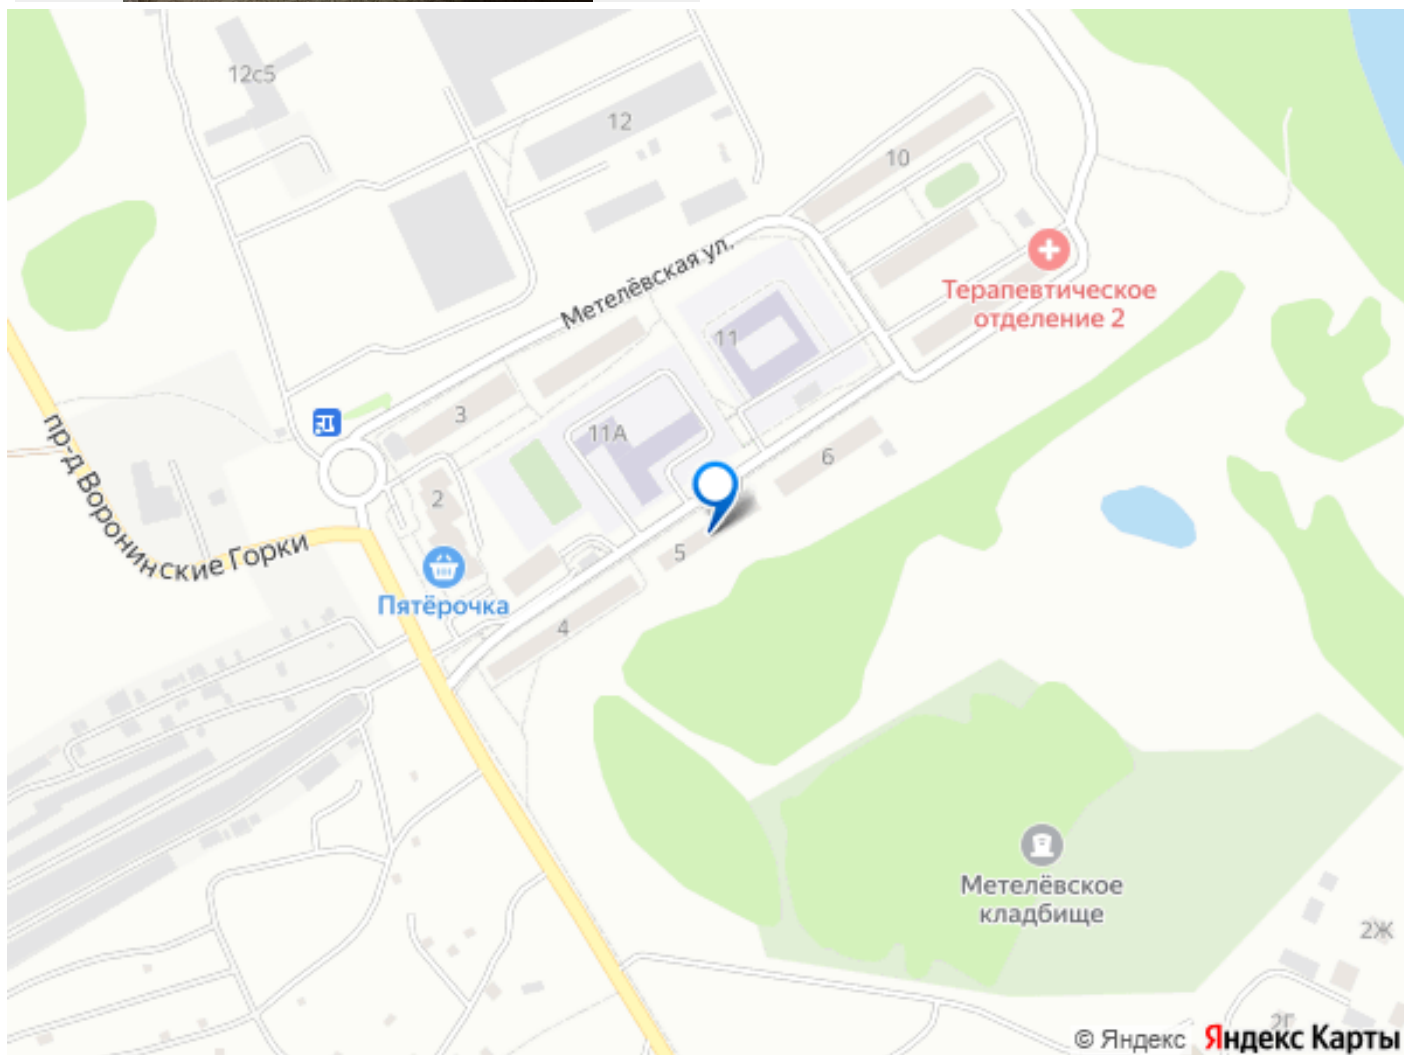 12с5
12
10
Метелёвская ул.
Терапевтическое
отделение 2
11
3
11А
пр-д Воронинские Горки
2
6
5
Пятёрочка
4
Метелёвское
кладбище
2Ж
2Г
© Яндекс Яндекс Карты